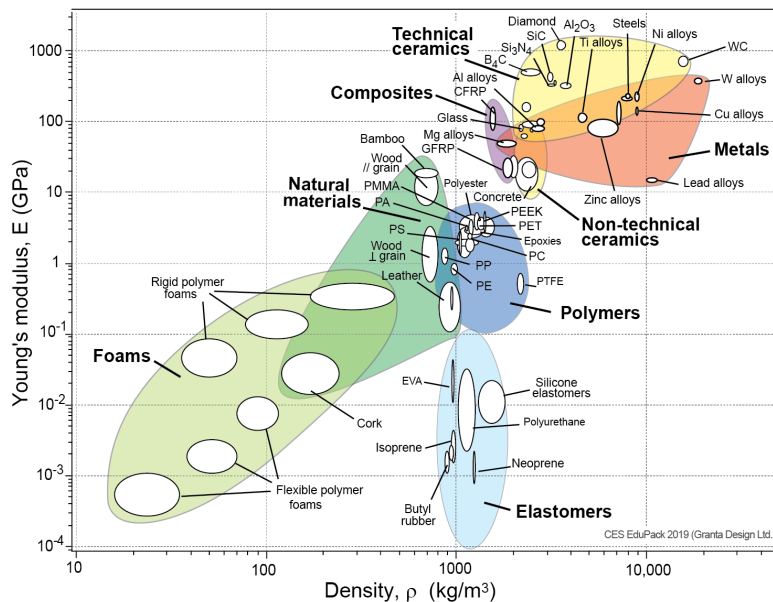 1000
100
10
1
10⁻¹
10⁻²
10⁻³
10⁻⁴
Young's modulus, E (GPa)
10
100
1000
10,000
Density, ρ (kg/m³)
Technical
ceramics
Diamond
SiC
Si₃N₄
B₄C
Al₂O₃
Ti alloys
Steels
Ni alloys
WC
W alloys
Cu alloys
Metals
Lead alloys
Zinc alloys
Al alloys
CFRP
Composites
Glass
Mg alloys
GFRP
Bamboo
Wood
// grain
Natural
materials
PMMA
PA
PS
Polyester
Concrete
Non-technical
ceramics
PEEK
PET
Epoxies
PC
Wood
⊥ grain
PP
PE
Leather
PTFE
Polymers
Rigid polymer
foams
Foams
Cork
Flexible polymer
foams
EVA
Silicone
elastomers
Polyurethane
Isoprene
Neoprene
Butyl
rubber
Elastomers
CES EduPack 2019 (Granta Design Ltd.